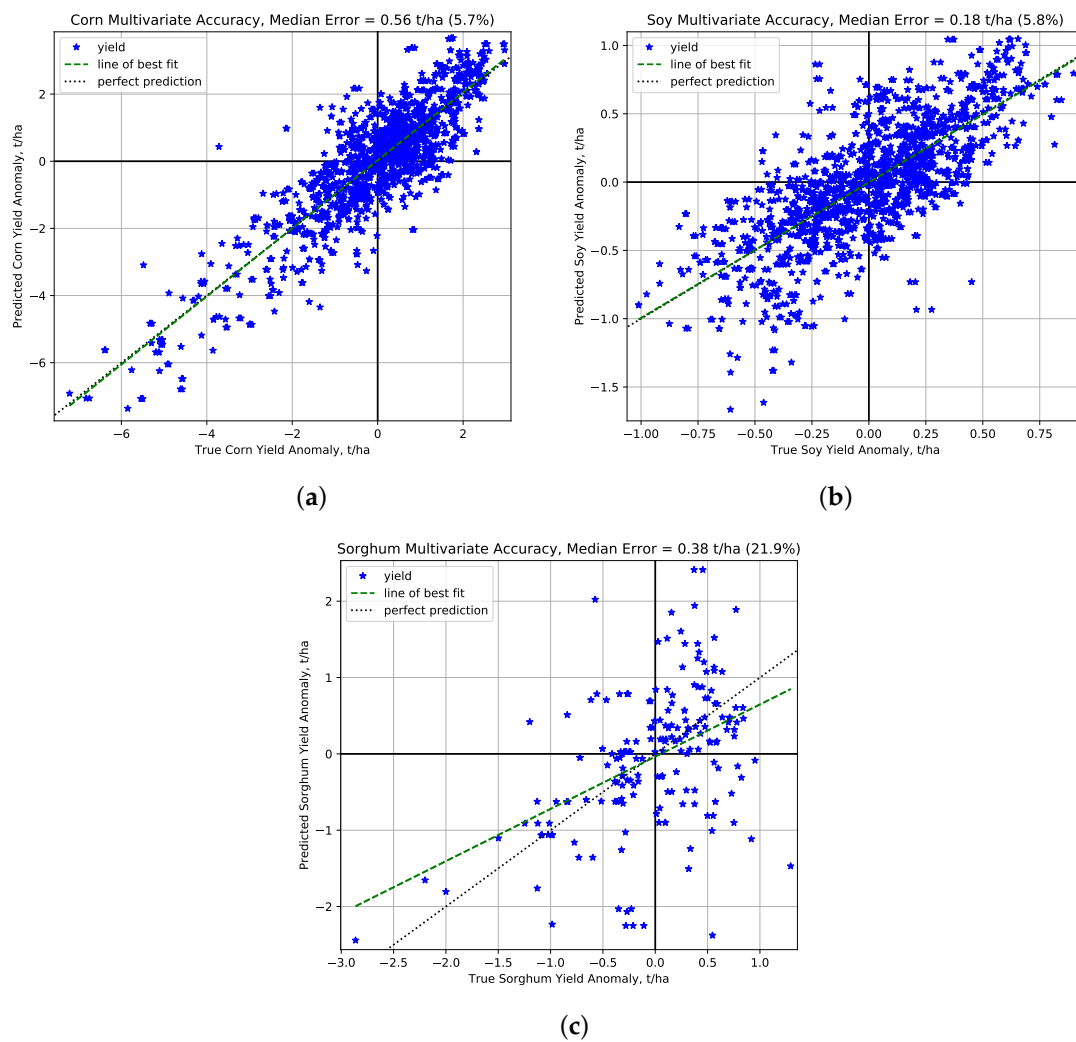 Corn Multivariate Accuracy, Median Error = 0.56 t/ha (5.7%)
yield
line of best fit
perfect prediction
Predicted Corn Yield Anomaly, t/ha
2
0
−2
−4
−6
−6
−4
−2
0
2
True Corn Yield Anomaly, t/ha
(a)
Soy Multivariate Accuracy, Median Error = 0.18 t/ha (5.8%)
yield
line of best fit
perfect prediction
Predicted Soy Yield Anomaly, t/ha
1.0
0.5
0.0
−0.5
−1.0
−1.5
−1.00
−0.75
−0.50
−0.25
0.00
0.25
0.50
0.75
True Soy Yield Anomaly, t/ha
(b)
Sorghum Multivariate Accuracy, Median Error = 0.38 t/ha (21.9%)
yield
line of best fit
perfect prediction
Predicted Sorghum Yield Anomaly, t/ha
2
1
0
−1
−2
−3.0
−2.5
−2.0
−1.5
−1.0
−0.5
0.0
0.5
1.0
True Sorghum Yield Anomaly, t/ha
(c)